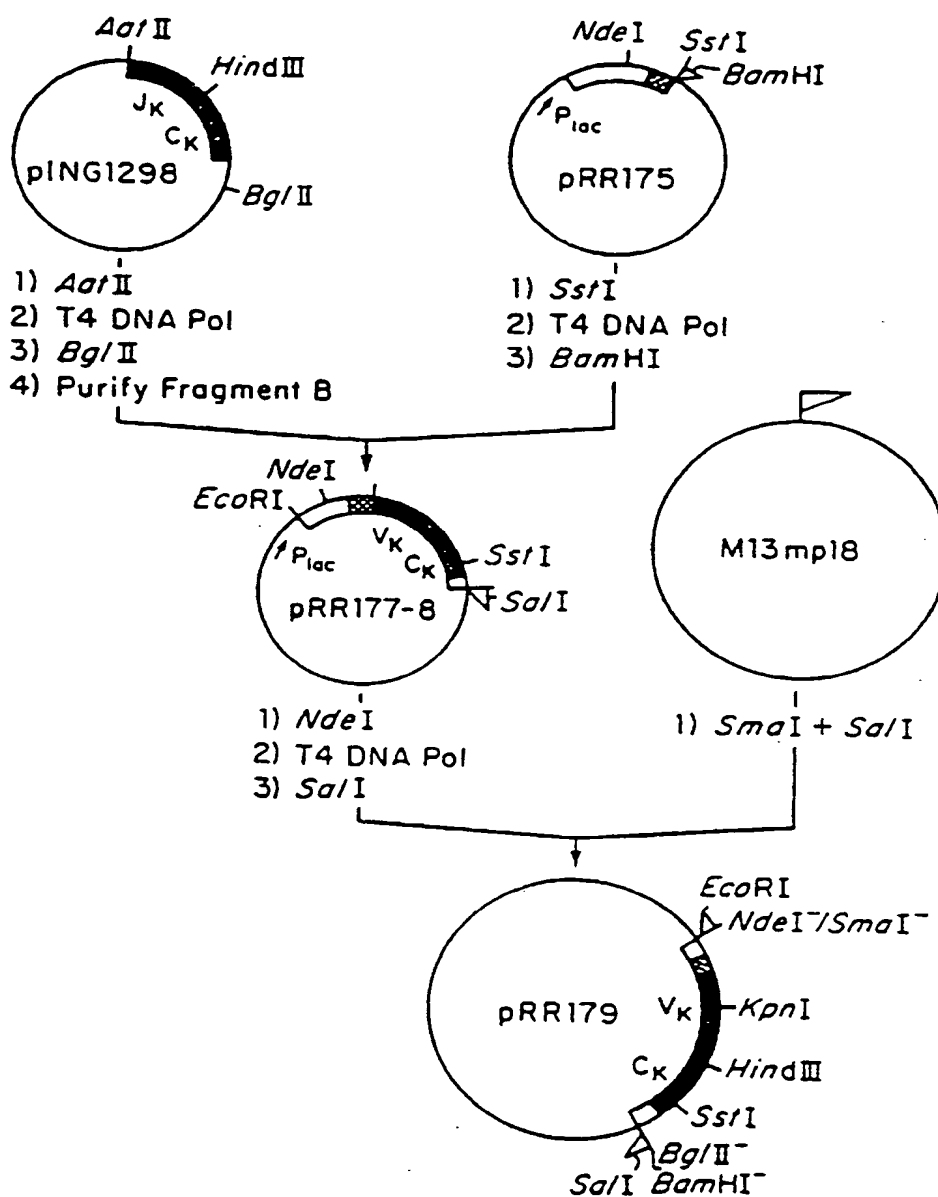 AatII
HindIII
JK
CK
pING1298
BglII
1) AatII
2) T4 DNA Pol
3) BglII
4) Purify Fragment B
NdeI
SstI
BamHI
Plac
pRR175
1) SstI
2) T4 DNA Pol
3) BamHI
NdeI
EcoRI
Plac
VK
CK
SstI
SalI
pRR177-8
M13mp18
1) NdeI
2) T4 DNA Pol
3) SalI
1) SmaI + SalI
EcoRI
NdeI⁻/SmaI⁻
pRR179
VK
KpnI
CK
HindIII
SstI
BglII⁻
SalI BamHI⁻